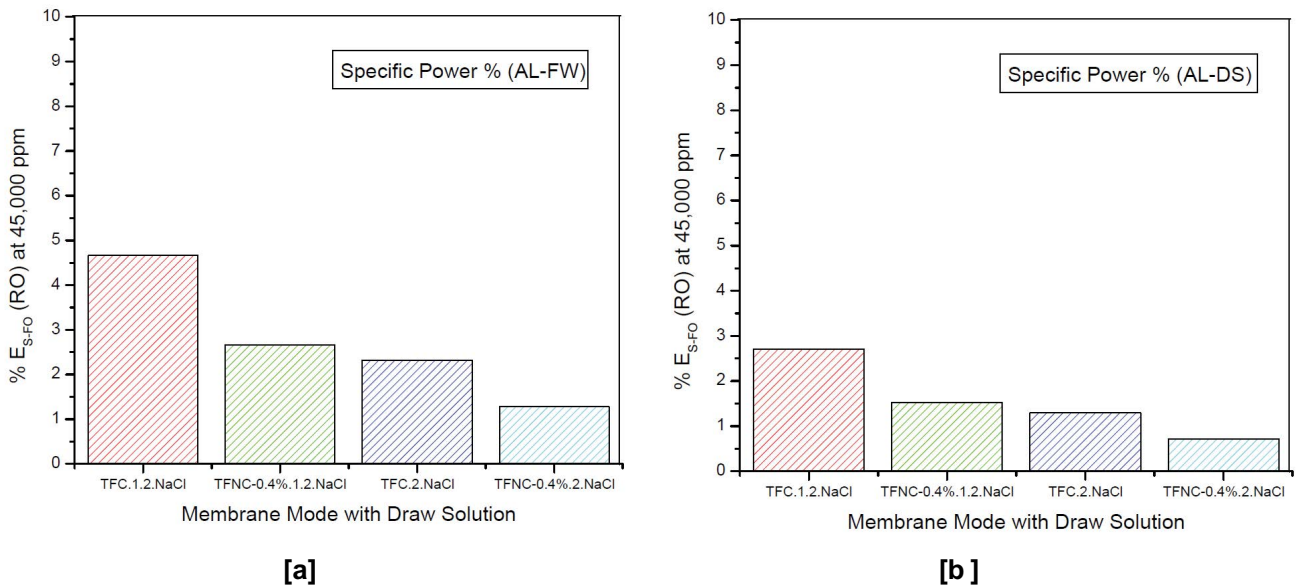 10
9
8
7
6
5
4
3
2
1
0
% E_S-FO (RO) at 45,000 ppm
Specific Power % (AL-FW)
TFC.1.2.NaCl
TFNC-0.4%.1.2.NaCl
TFC.2.NaCl
TFNC-0.4%.2.NaCl
Membrane Mode with Draw Solution
[a]
10
9
8
7
6
5
4
3
2
1
0
% E_S-FO (RO) at 45,000 ppm
Specific Power % (AL-DS)
TFC.1.2.NaCl
TFNC-0.4%.1.2.NaCl
TFC.2.NaCl
TFNC-0.4%.2.NaCl
Membrane Mode with Draw Solution
[b ]